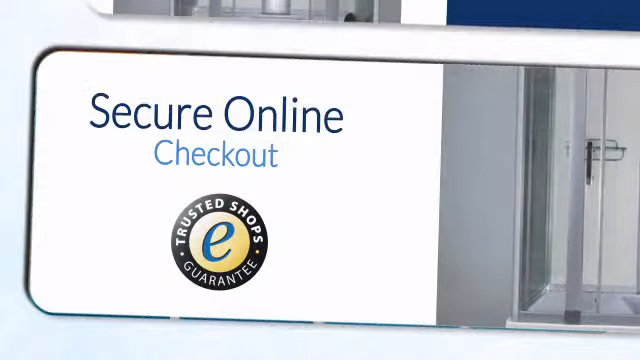 Secure Online
Checkout
TRUSTED SHOPS
e
GUARANTEE